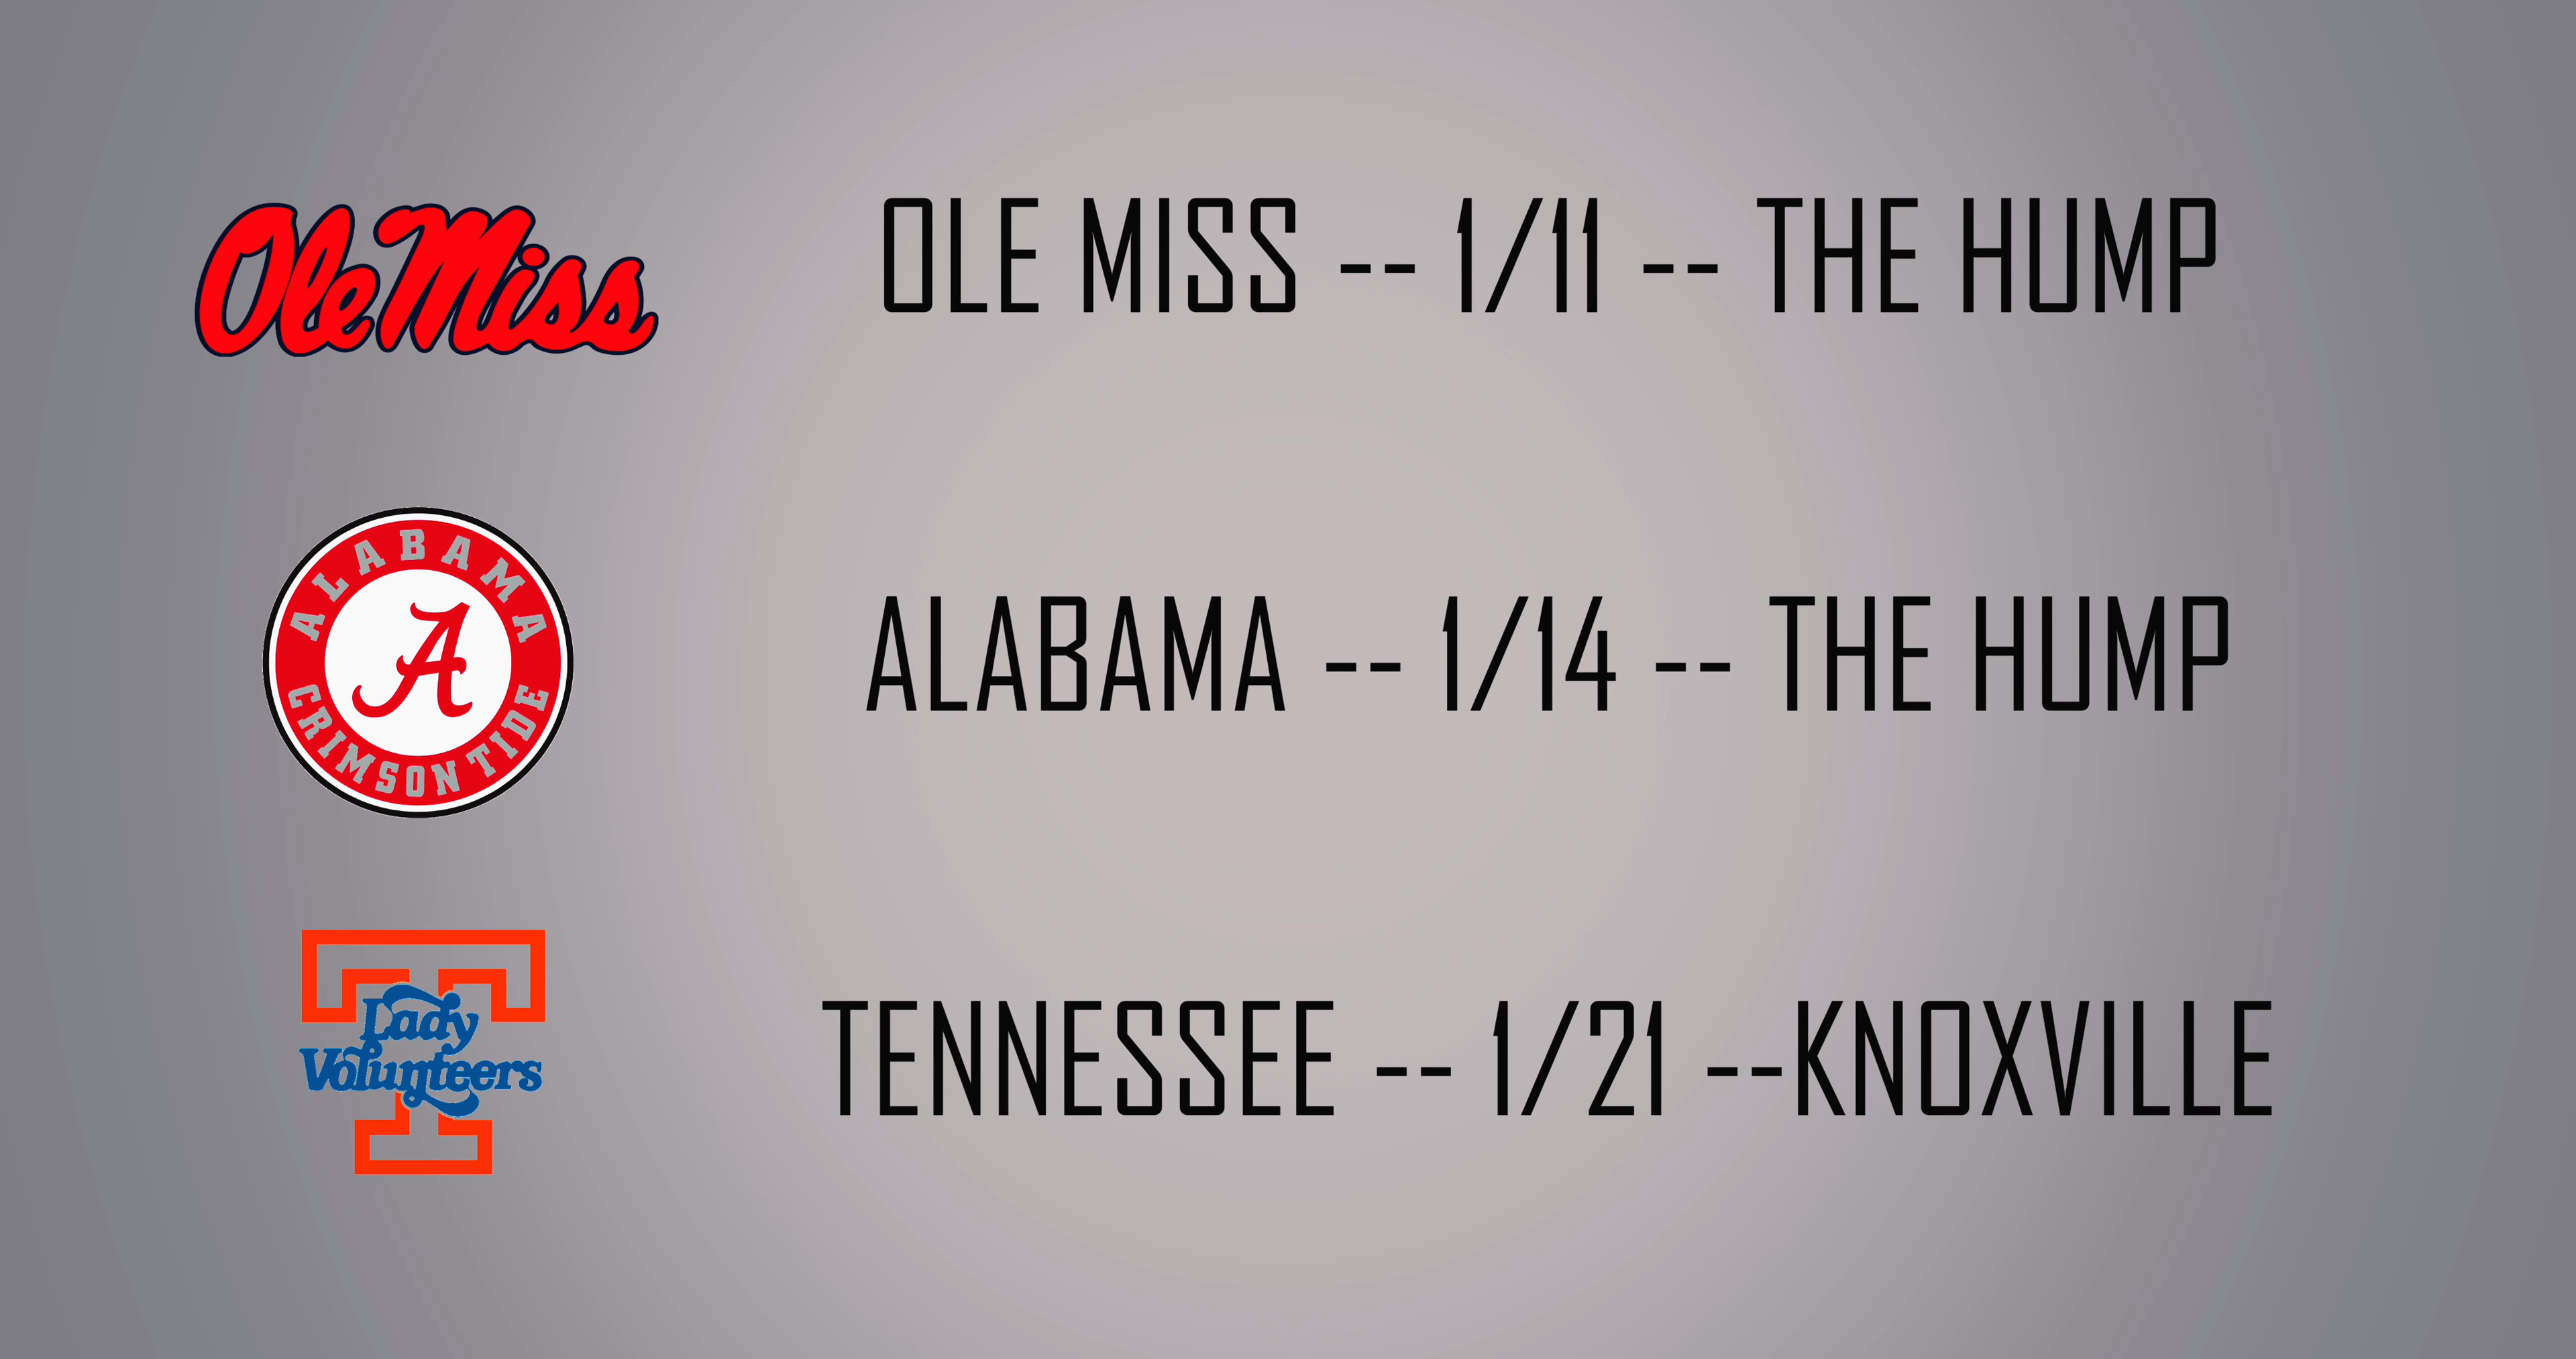 Ole Miss
OLE MISS -- 1/11 -- THE HUMP
ALABAMA
A
CRIMSON TIDE
ALABAMA -- 1/14 -- THE HUMP
T
Lady
Volunteers
TENNESSEE -- 1/21 --KNOXVILLE